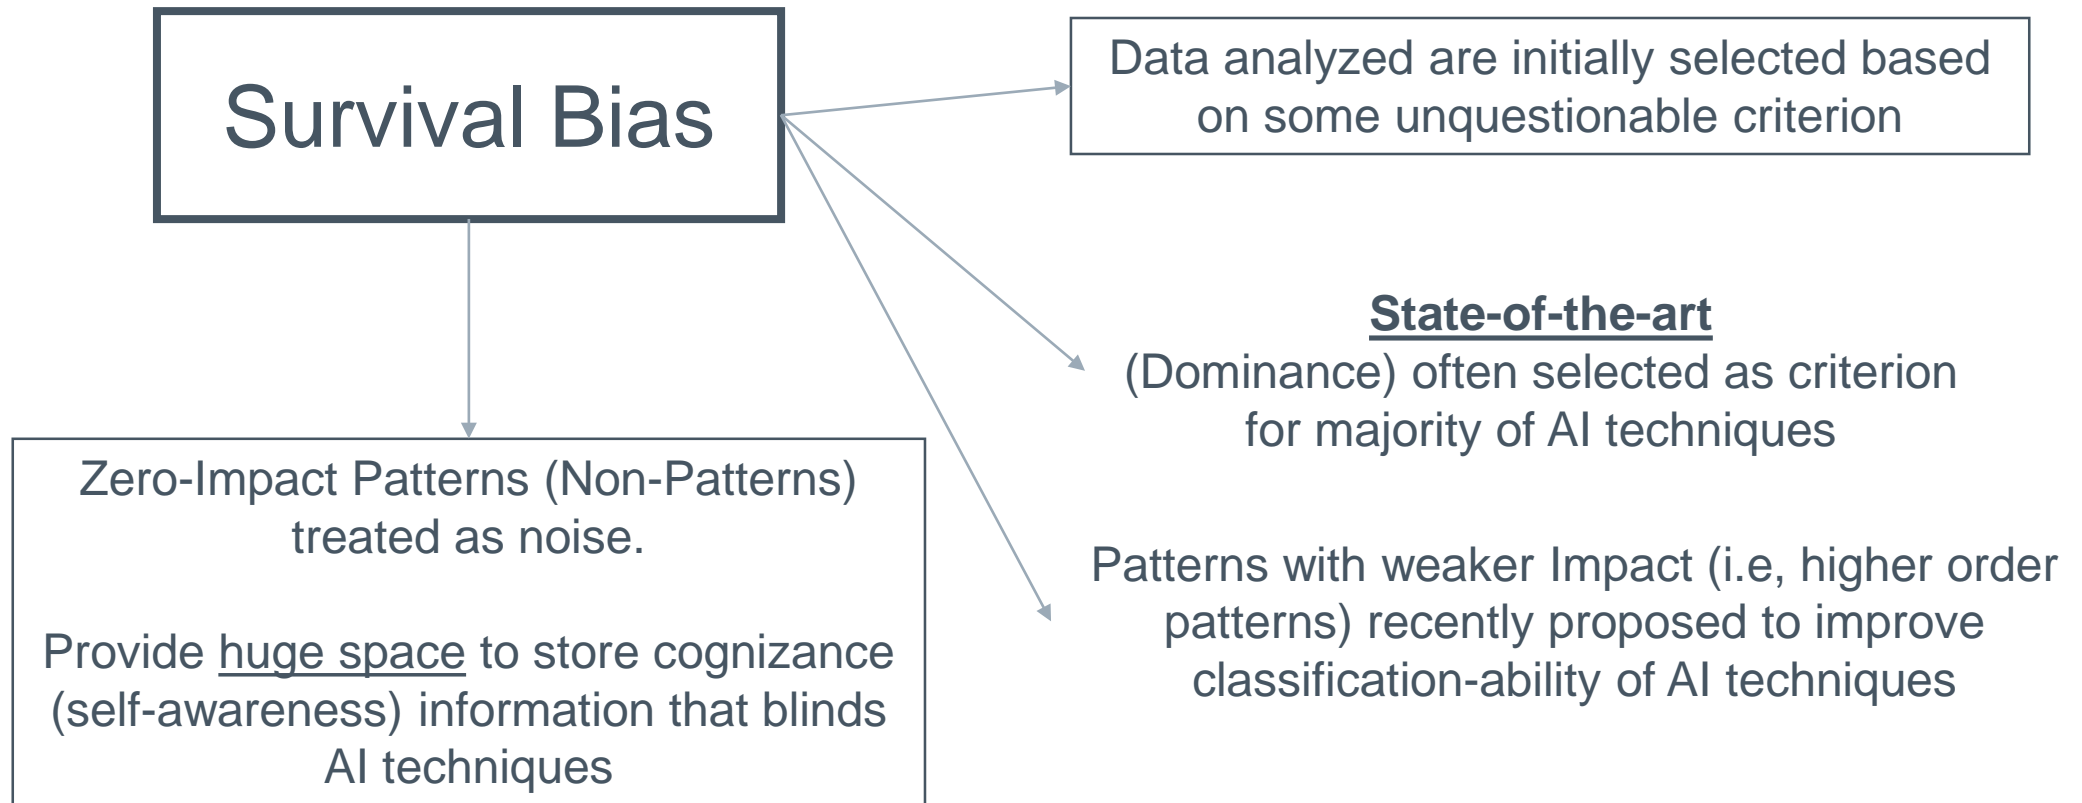 Survival Bias
Data analyzed are initially selected based
on some unquestionable criterion
State-of-the-art
(Dominance) often selected as criterion
for majority of AI techniques
Patterns with weaker Impact (i.e, higher order
patterns) recently proposed to improve
classification-ability of AI techniques
Zero-Impact Patterns (Non-Patterns)
treated as noise.
Provide huge space to store cognizance
(self-awareness) information that blinds
AI techniques